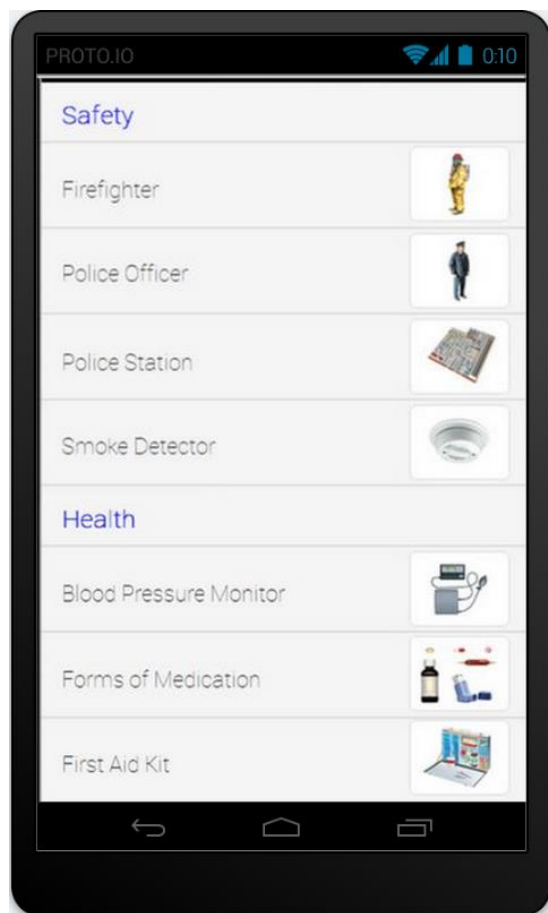 PROTO.IO 0:10
Safety
Firefighter
Police Officer
Police Station
Smoke Detector
Health
Blood Pressure Monitor
Forms of Medication
First Aid Kit